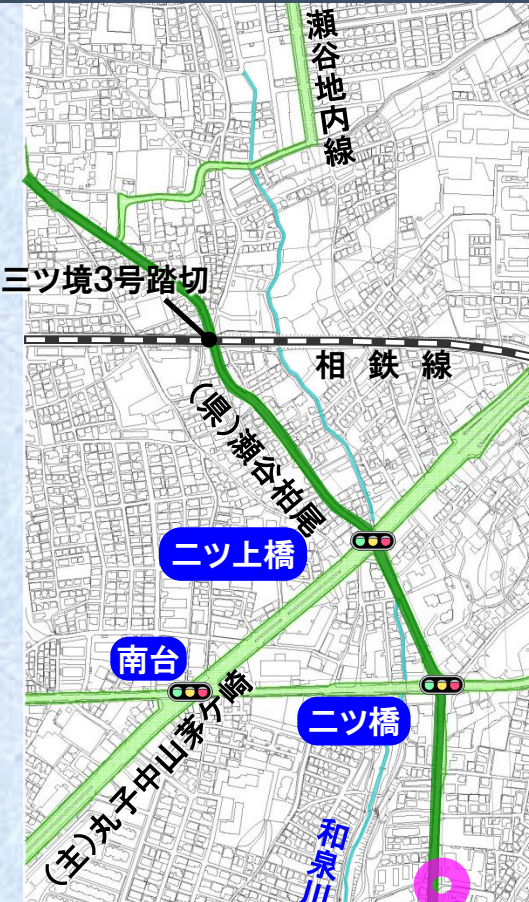 瀬谷地内線
三ツ境3号踏切
相鉄線
(県)瀬谷柏尾
二ツ上橋
南台
二ツ橋
(主)丸子中山茅ケ崎
和泉川